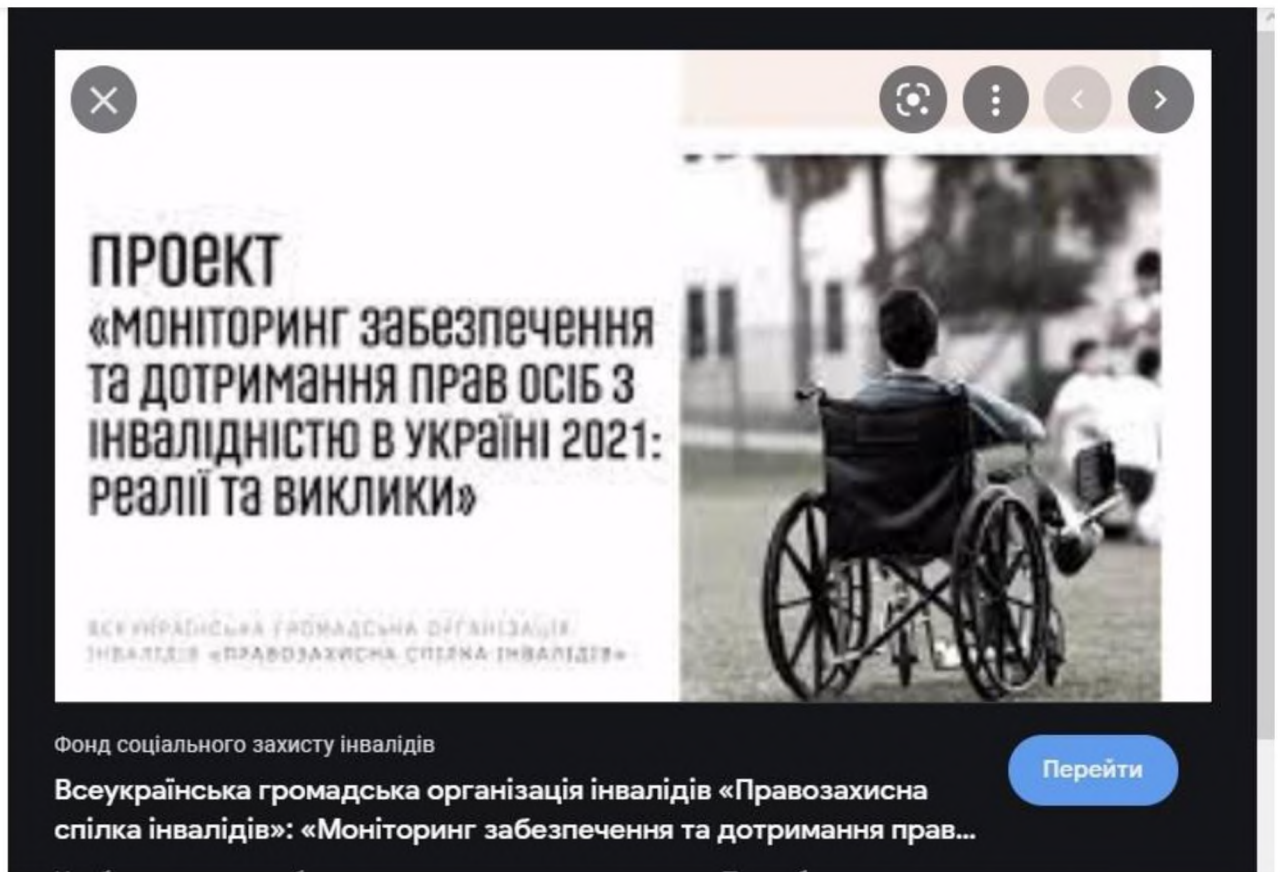 ПРОЕКТ
«МОНІТОРИНГ ЗАБЕЗПЕЧЕННЯ
ТА ДОТРИМАННЯ ПРАВ ОСІБ З
ІНВАЛІДНІСТЮ В УКРАЇНІ 2021:
РЕАЛІЇ ТА ВИКЛИКИ»
ВСЕУКРАЇНСЬКА ГРОМАДСЬКА ОРГАНІЗАЦІЯ
ІНВАЛІДІВ «ПРАВОЗАХИСНА СПІЛКА ІНВАЛІДІВ»
Фонд соціального захисту інвалідів
Перейти
Всеукраїнська громадська організація інвалідів «Правозахисна
спілка інвалідів»: «Моніторинг забезпечення та дотримання прав...